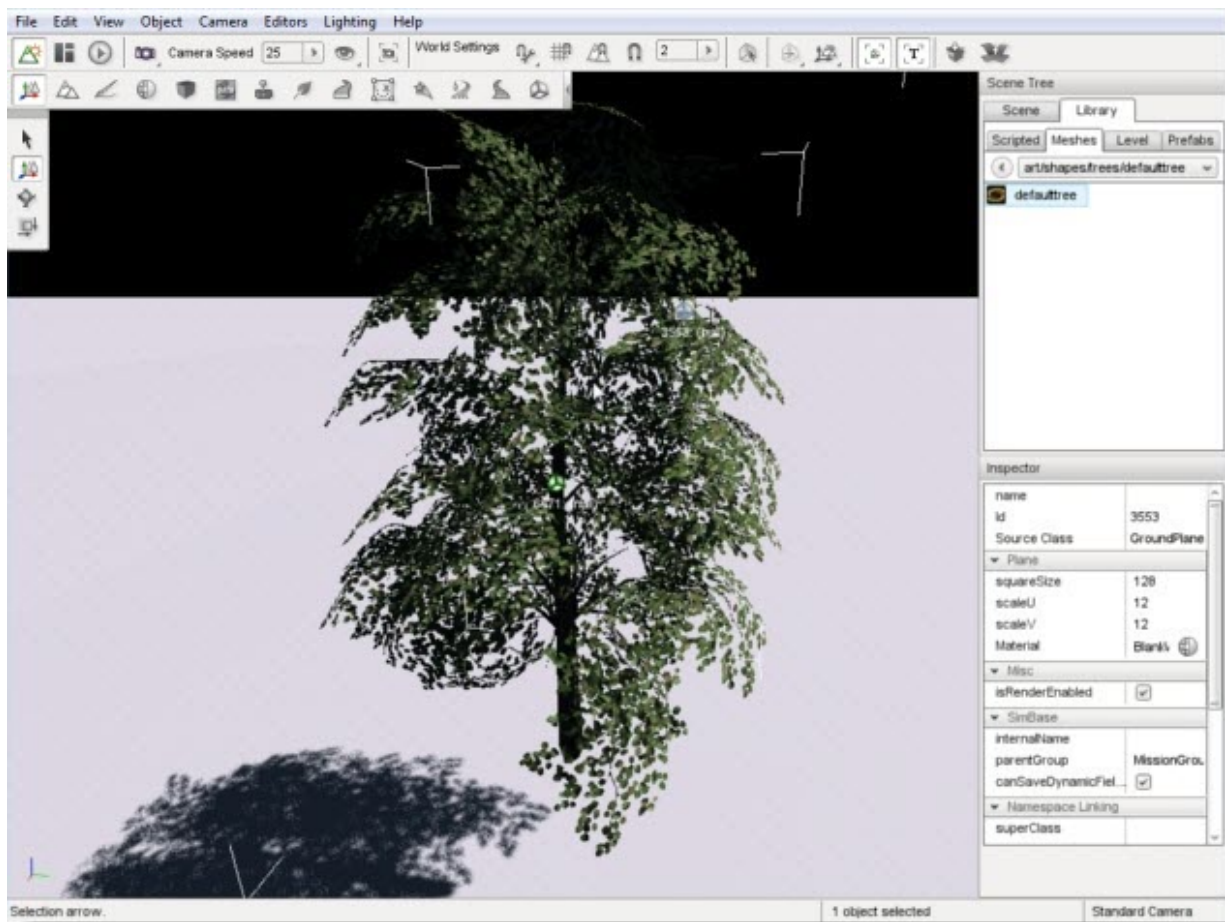 File Edit View Object Camera Editors Lighting Help
Camera Speed 25 World Settings 2 T
Scene Tree
Scene Library
Scripted Meshes Level Prefabs
art/shapes/trees/defaulttree
defaulttree
Inspector
name
Id 3553
Source Class GroundPlane
Plane
squareSize 128
scaleU 12
scaleV 12
Material
Misc
isRenderEnabled
SimBase
internalName
parentGroup MissionGrou
canSaveDynamicFiel...
Namespace Linking
superClass
Selection arrow. 1 object selected Standard Camera